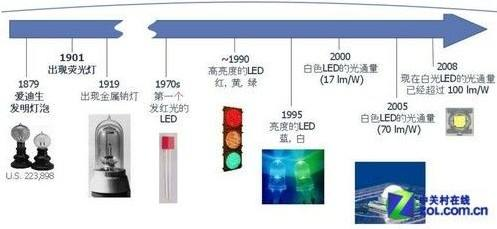 1879
爱迪生
发明灯泡
U.S. 223,898
1901
出现荧光灯
1919
出现金属钠灯
1970s
第一个
发红光的
LED
~1990
高亮度的LED
红, 黄, 绿
1995
亮度的LED
蓝, 白
2000
白色LED的光通量
(17 lm/W)
2005
白色LED的光通量
(70 lm/W)
2008
现在白光LED的光通量
已经超过 100 lm/W
中关村在线
zol.com.cn